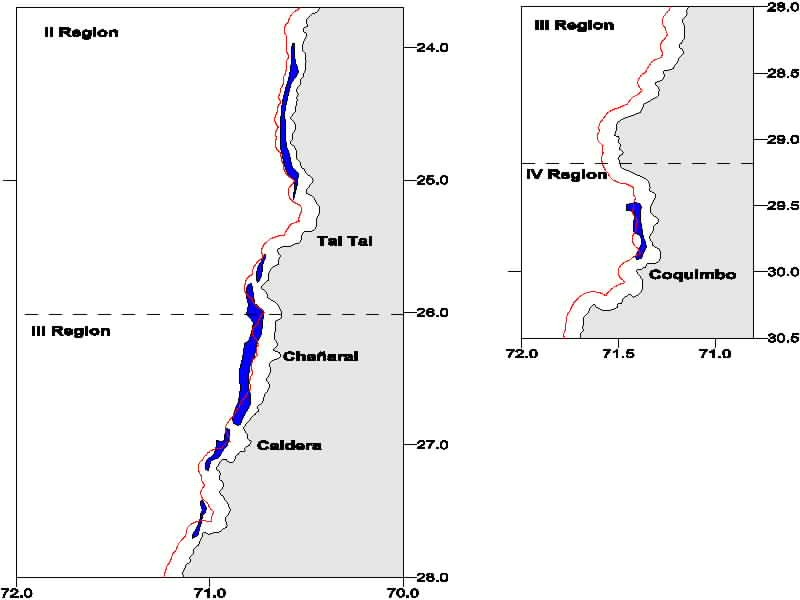 II Region
24.0
25.0
Tal Tal
26.0
III Region
Chañaral
Caldera
27.0
28.0
72.0 71.0 70.0
28.0
III Region
28.5
29.0
IV Region
29.5
Coquimbo
30.0
30.5
72.0 71.5 71.0